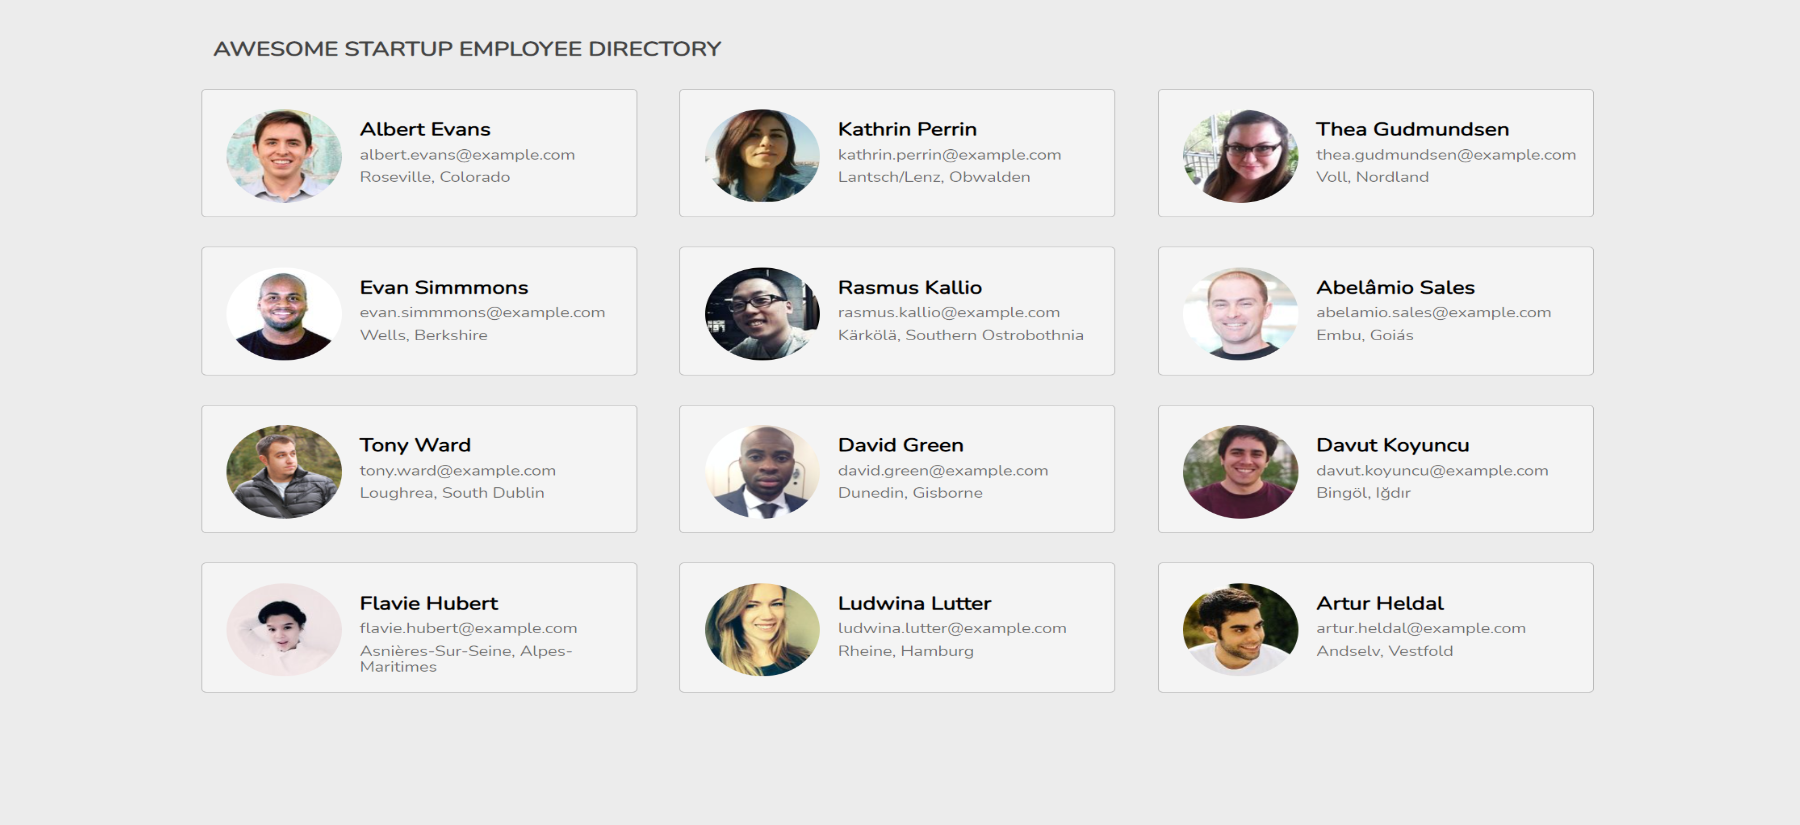 AWESOME STARTUP EMPLOYEE DIRECTORY
Albert Evans
albert.evans@example.com
Roseville, Colorado
Kathrin Perrin
kathrin.perrin@example.com
Lantsch/Lenz, Obwalden
Thea Gudmundsen
thea.gudmundsen@example.com
Voll, Nordland
Evan Simmmons
evan.simmmons@example.com
Wells, Berkshire
Rasmus Kallio
rasmus.kallio@example.com
Kärkölä, Southern Ostrobothnia
Abelâmio Sales
abelamio.sales@example.com
Embu, Goiás
Tony Ward
tony.ward@example.com
Loughrea, South Dublin
David Green
david.green@example.com
Dunedin, Gisborne
Davut Koyuncu
davut.koyuncu@example.com
Bingöl, Iğdır
Flavie Hubert
flavie.hubert@example.com
Asnières-Sur-Seine, Alpes-
Maritimes
Ludwina Lutter
ludwina.lutter@example.com
Rheine, Hamburg
Artur Heldal
artur.heldal@example.com
Andselv, Vestfold